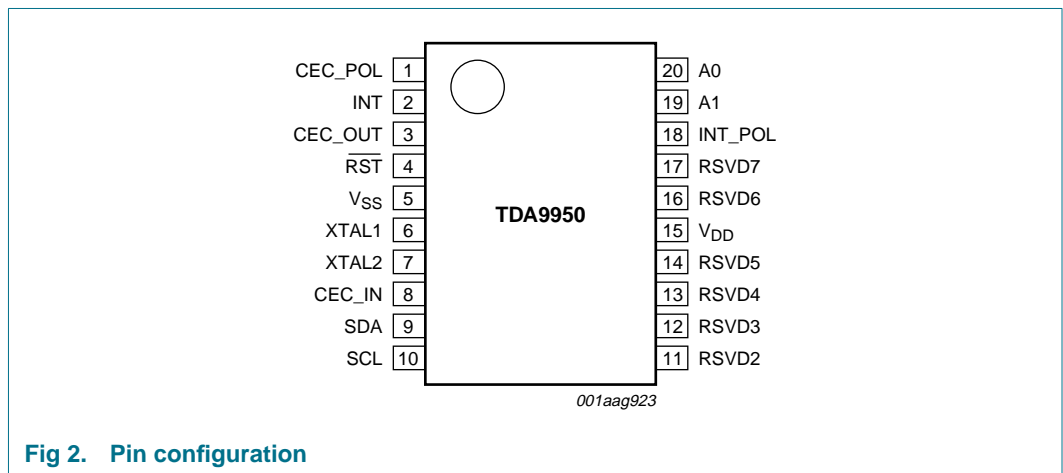 CEC_POL 1
INT 2
CEC_OUT 3
R̅S̅T̅ 4
VSS 5
XTAL1 6
XTAL2 7
CEC_IN 8
SDA 9
SCL 10
TDA9950
20 A0
19 A1
18 INT_POL
17 RSVD7
16 RSVD6
15 VDD
14 RSVD5
13 RSVD4
12 RSVD3
11 RSVD2
001aag923
Fig 2. Pin configuration